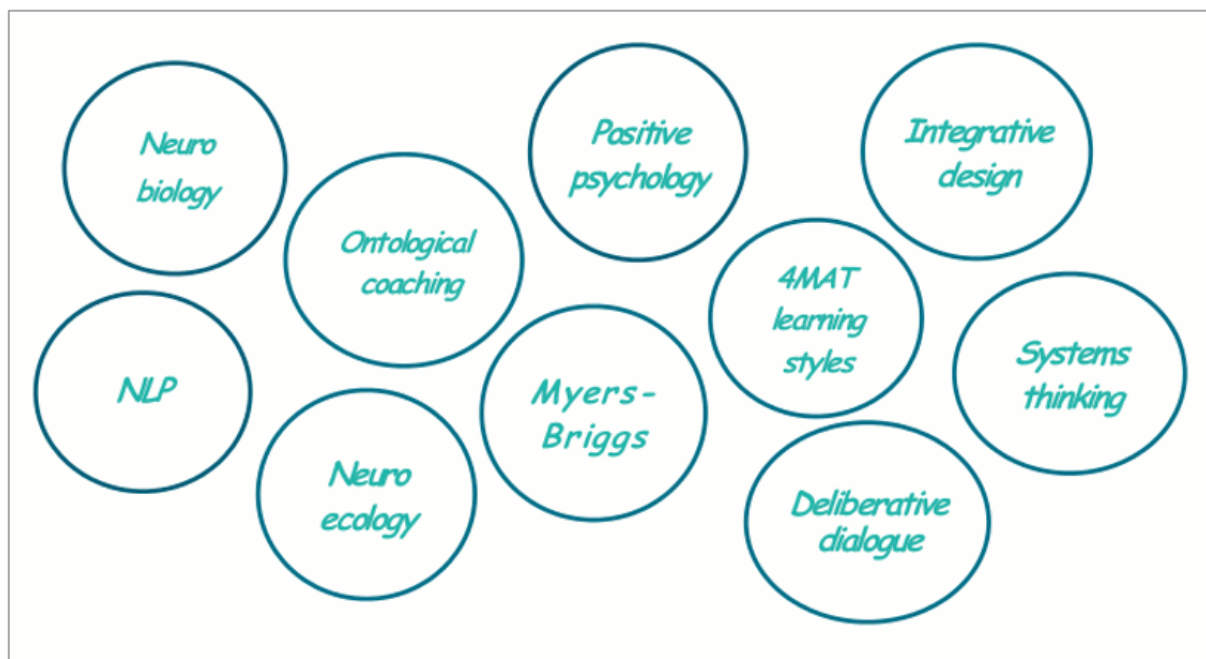 Neuro
biology
Ontological
coaching
Positive
psychology
Integrative
design
4MAT
learning
styles
Systems
thinking
NLP
Neuro
ecology
Myers-
Briggs
Deliberative
dialogue